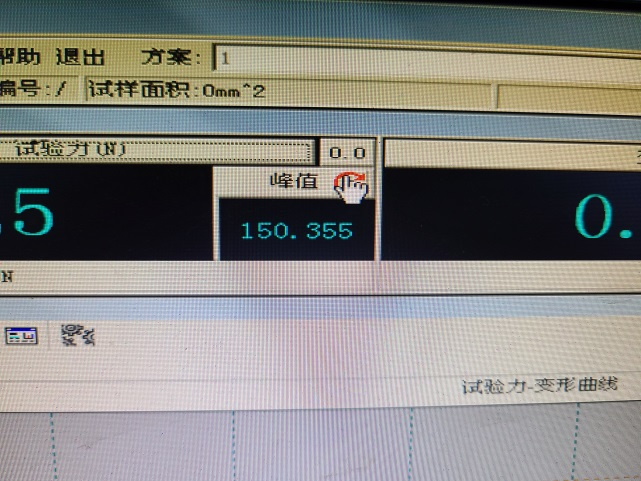 帮助 退出 方案: 1
编号:/ 试样面积:0mm^2
试验力(N) 0.0
峰值
.5 150.355 0.
N
试验力-变形曲线